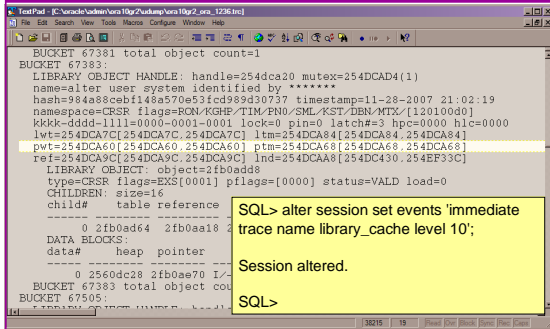 TextPad - [C:\oracle\admin\ora10gr2\udump\ora10gr2_ora_1236.trc]
File Edit Search View Tools Macros Configure Window Help
BUCKET 67381 total object count=1
BUCKET 67383:
LIBRARY OBJECT HANDLE: handle=254dca20 mutex=254DCAD4(1)
name=alter user system identified by *******
hash=984a88cebf148a570e53fcd989d30737 timestamp=11-28-2007 21:02:19
namespace=CRSR flags=RON/KGHP/TIM/PN0/SML/KST/DBN/MTX/[120100d0]
kkkk-dddd-llll=0000-0001-0001 lock=0 pin=0 latch#=3 hpc=0000 hlc=0000
lwt=254DCA7C[254DCA7C,254DCA7C] ltm=254DCA84[254DCA84,254DCA84]
pwt=254DCA60[254DCA60,254DCA60] ptm=254DCA68[254DCA68,254DCA68]
ref=254DCA9C[254DCA9C,254DCA9C] lnd=254DCAA8[254DC430,254EF33C]
LIBRARY OBJECT: object=2fb0add8
type=CRSR flags=EXS[0001] pflags=[0000] status=VALD load=0
CHILDREN: size=16
child# table reference
------ -------- ---------
0 2fb0ad64 2fb0aa18 2
DATA BLOCKS:
data# heap pointer
----- -------- --------
0 2560dc28 2fb0ae70 I/-
BUCKET 67383 total object cou
BUCKET 67505:
SQL> alter session set events 'immediate
trace name library_cache level 10';
Session altered.
SQL>
38215 19 Read Ovr Block Sync Rec Caps